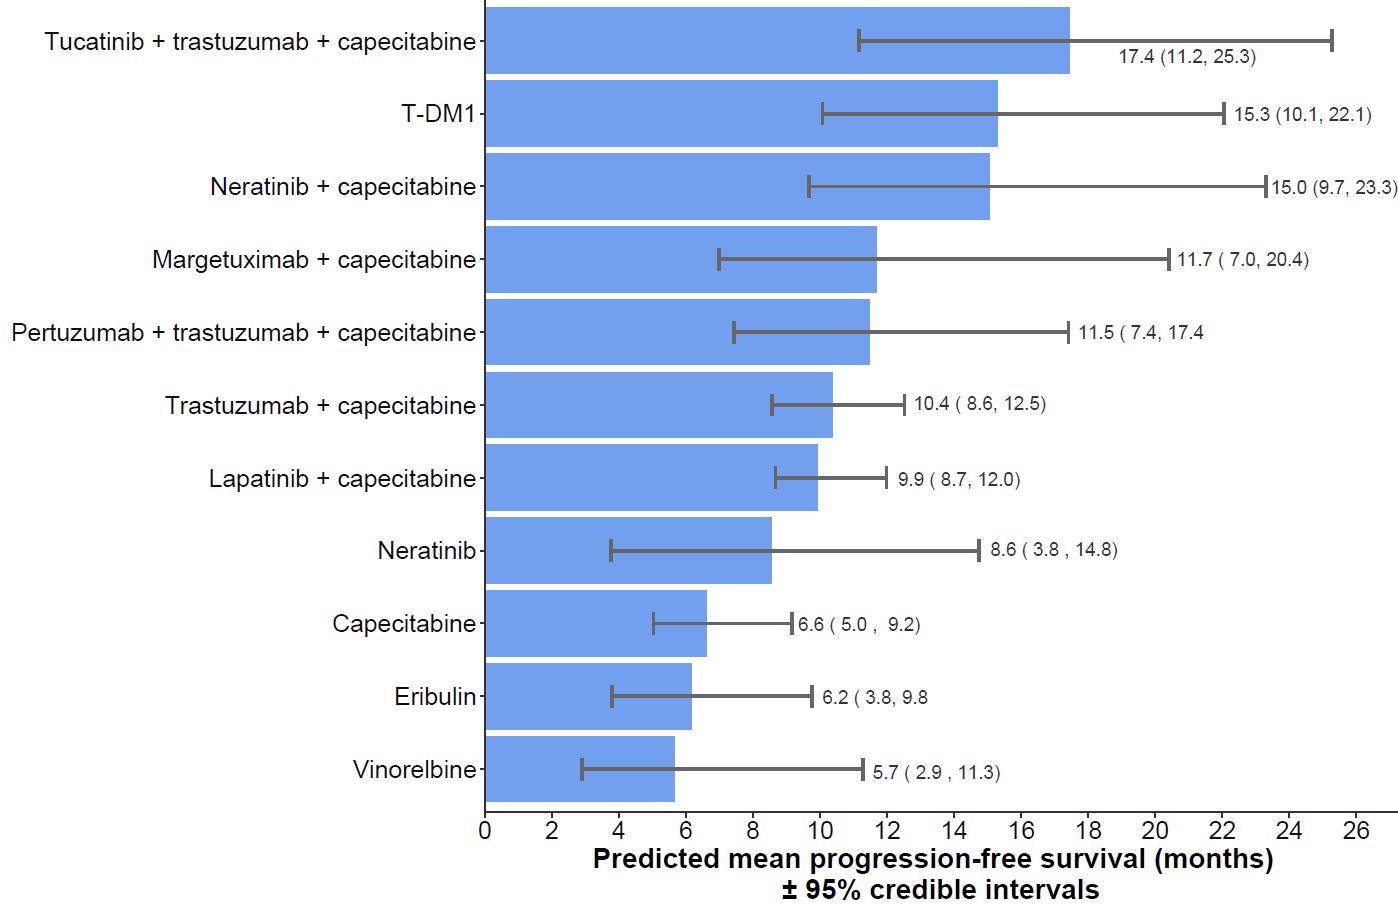 Tucatinib + trastuzumab + capecitabine
17.4 (11.2, 25.3)
T-DM1
15.3 (10.1, 22.1)
Neratinib + capecitabine
15.0 (9.7, 23.3)
Margetuximab + capecitabine
11.7 ( 7.0, 20.4)
Pertuzumab + trastuzumab + capecitabine
11.5 ( 7.4, 17.4
Trastuzumab + capecitabine
10.4 ( 8.6, 12.5)
Lapatinib + capecitabine
9.9 ( 8.7, 12.0)
Neratinib
8.6 ( 3.8 , 14.8)
Capecitabine
6.6 ( 5.0 , 9.2)
Eribulin
6.2 ( 3.8, 9.8
Vinorelbine
5.7 ( 2.9 , 11.3)
0 2 4 6 8 10 12 14 16 18 20 22 24 26
Predicted mean progression-free survival (months)
± 95% credible intervals